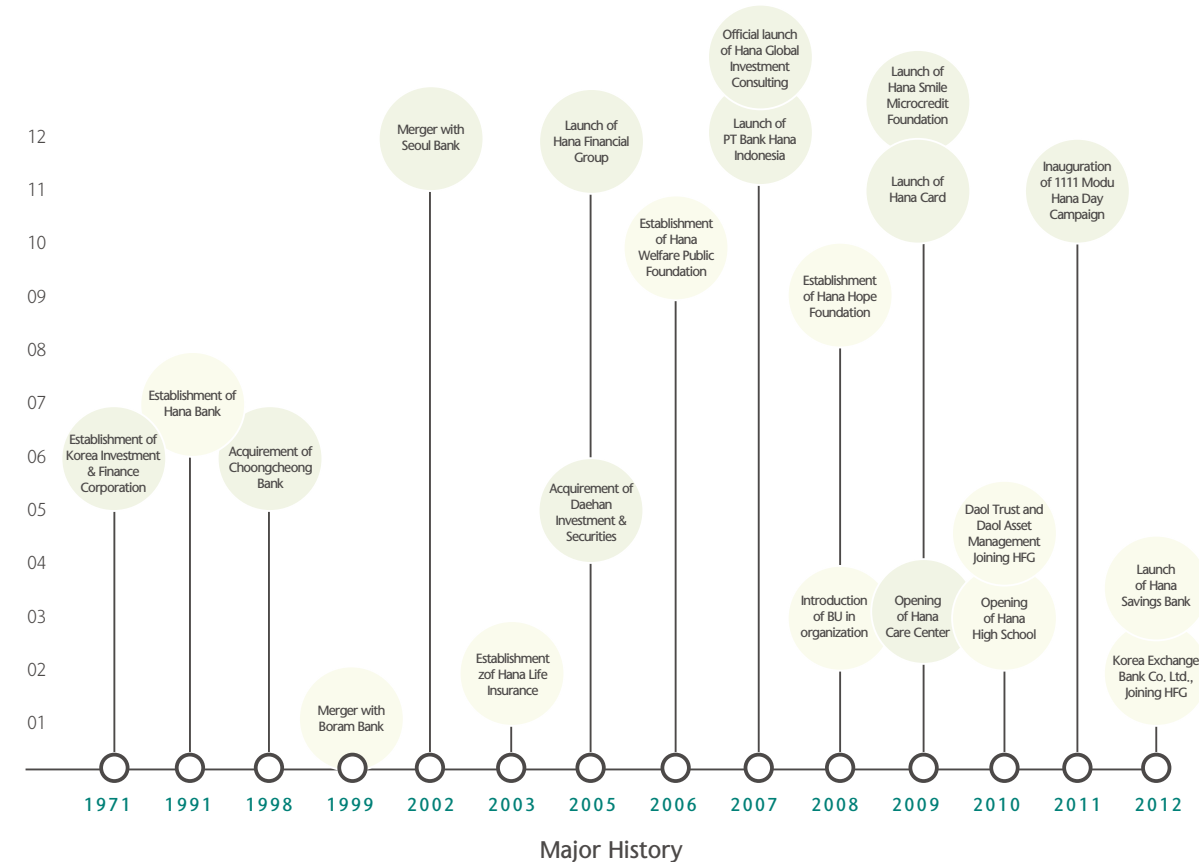 Official launch
of Hana Global
Investment
Consulting
Launch of
PT Bank Hana
Indonesia
Launch of
Hana Smile
Microcredit
Foundation
Launch of
Hana Card
Merger with
Seoul Bank
Launch of
Hana Financial
Group
Inauguration
of 1111 Modu
Hana Day
Campaign
Establishment
of Hana
Welfare Public
Foundation
Establishment
of Hana Hope
Foundation
Establishment of
Korea Investment
& Finance
Corporation
Establishment of
Hana Bank
Acquirement of
Choongcheong
Bank
Acquirement of
Daehan
Investment &
Securities
Daol Trust and
Daol Asset
Management
Joining HFG
Introduction
of BU in
organization
Opening
of Hana
Care Center
Opening
of Hana
High School
Launch
of Hana
Savings Bank
Korea Exchange
Bank Co. Ltd.,
Joining HFG
Establishment
zof Hana Life
Insurance
Merger with
Boram Bank
12
11
10
09
08
07
06
05
04
03
02
01
1971 1991 1998 1999 2002 2003 2005 2006 2007 2008 2009 2010 2011 2012
Major History